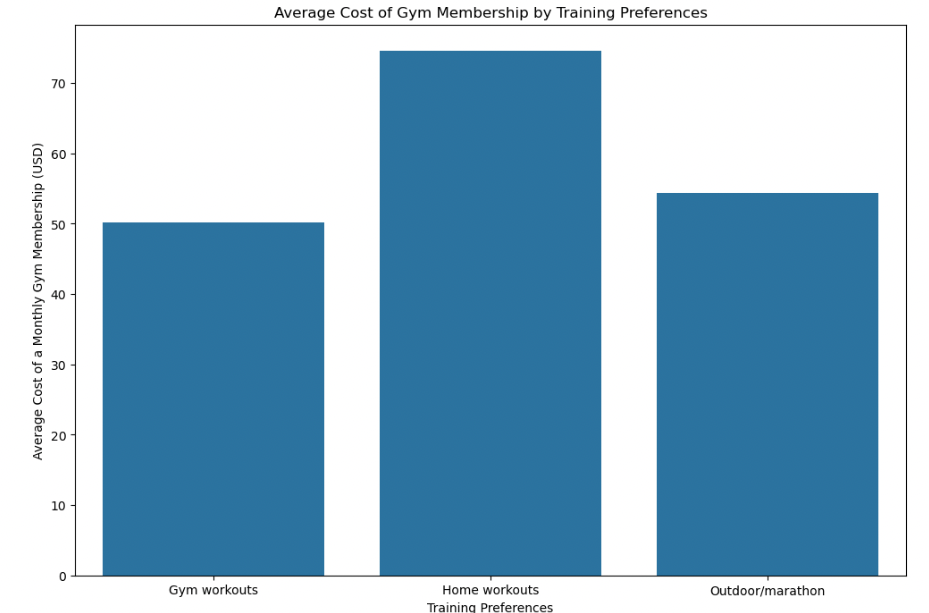 Average Cost of Gym Membership by Training Preferences
Average Cost of a Monthly Gym Membership (USD)
70
60
50
40
30
20
10
0
Gym workouts
Home workouts
Outdoor/marathon
Training Preferences